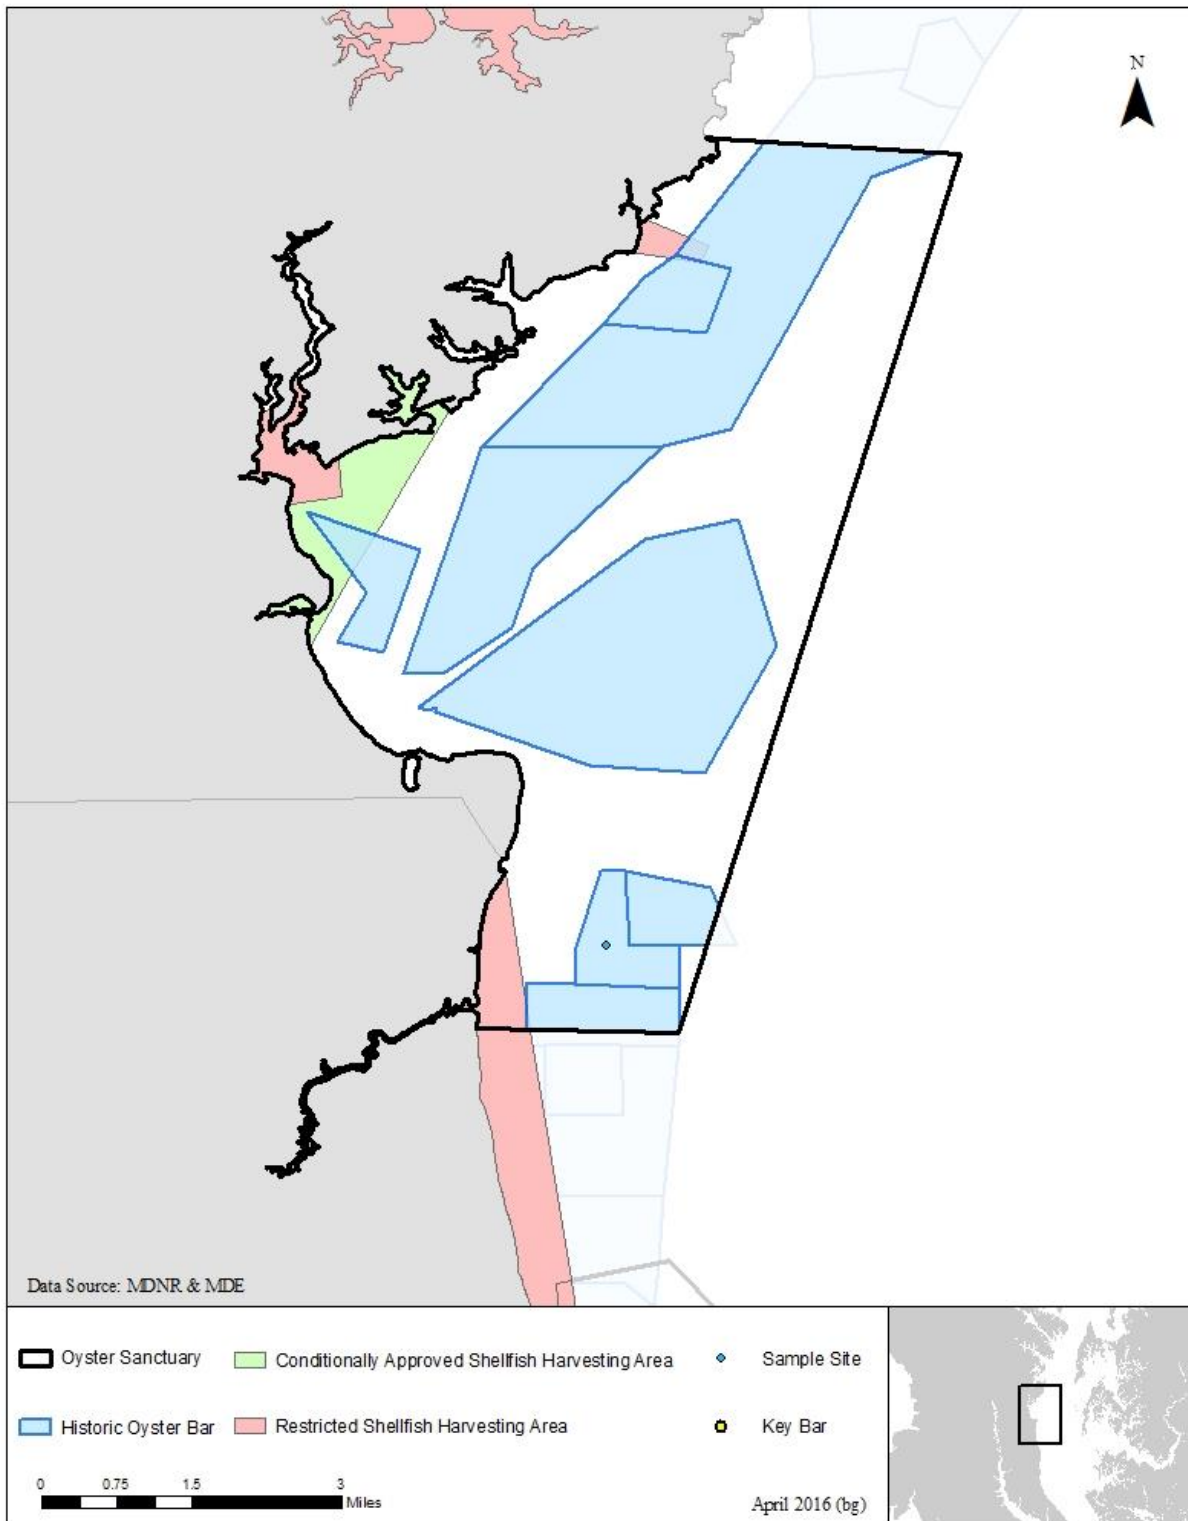 N
Data Source: MDNR & MDE
Oyster Sanctuary
Conditionally Approved Shellfish Harvesting Area
Sample Site
Historic Oyster Bar
Restricted Shellfish Harvesting Area
Key Bar
0 0.75 1.5 3
Miles
April 2016 (bg)